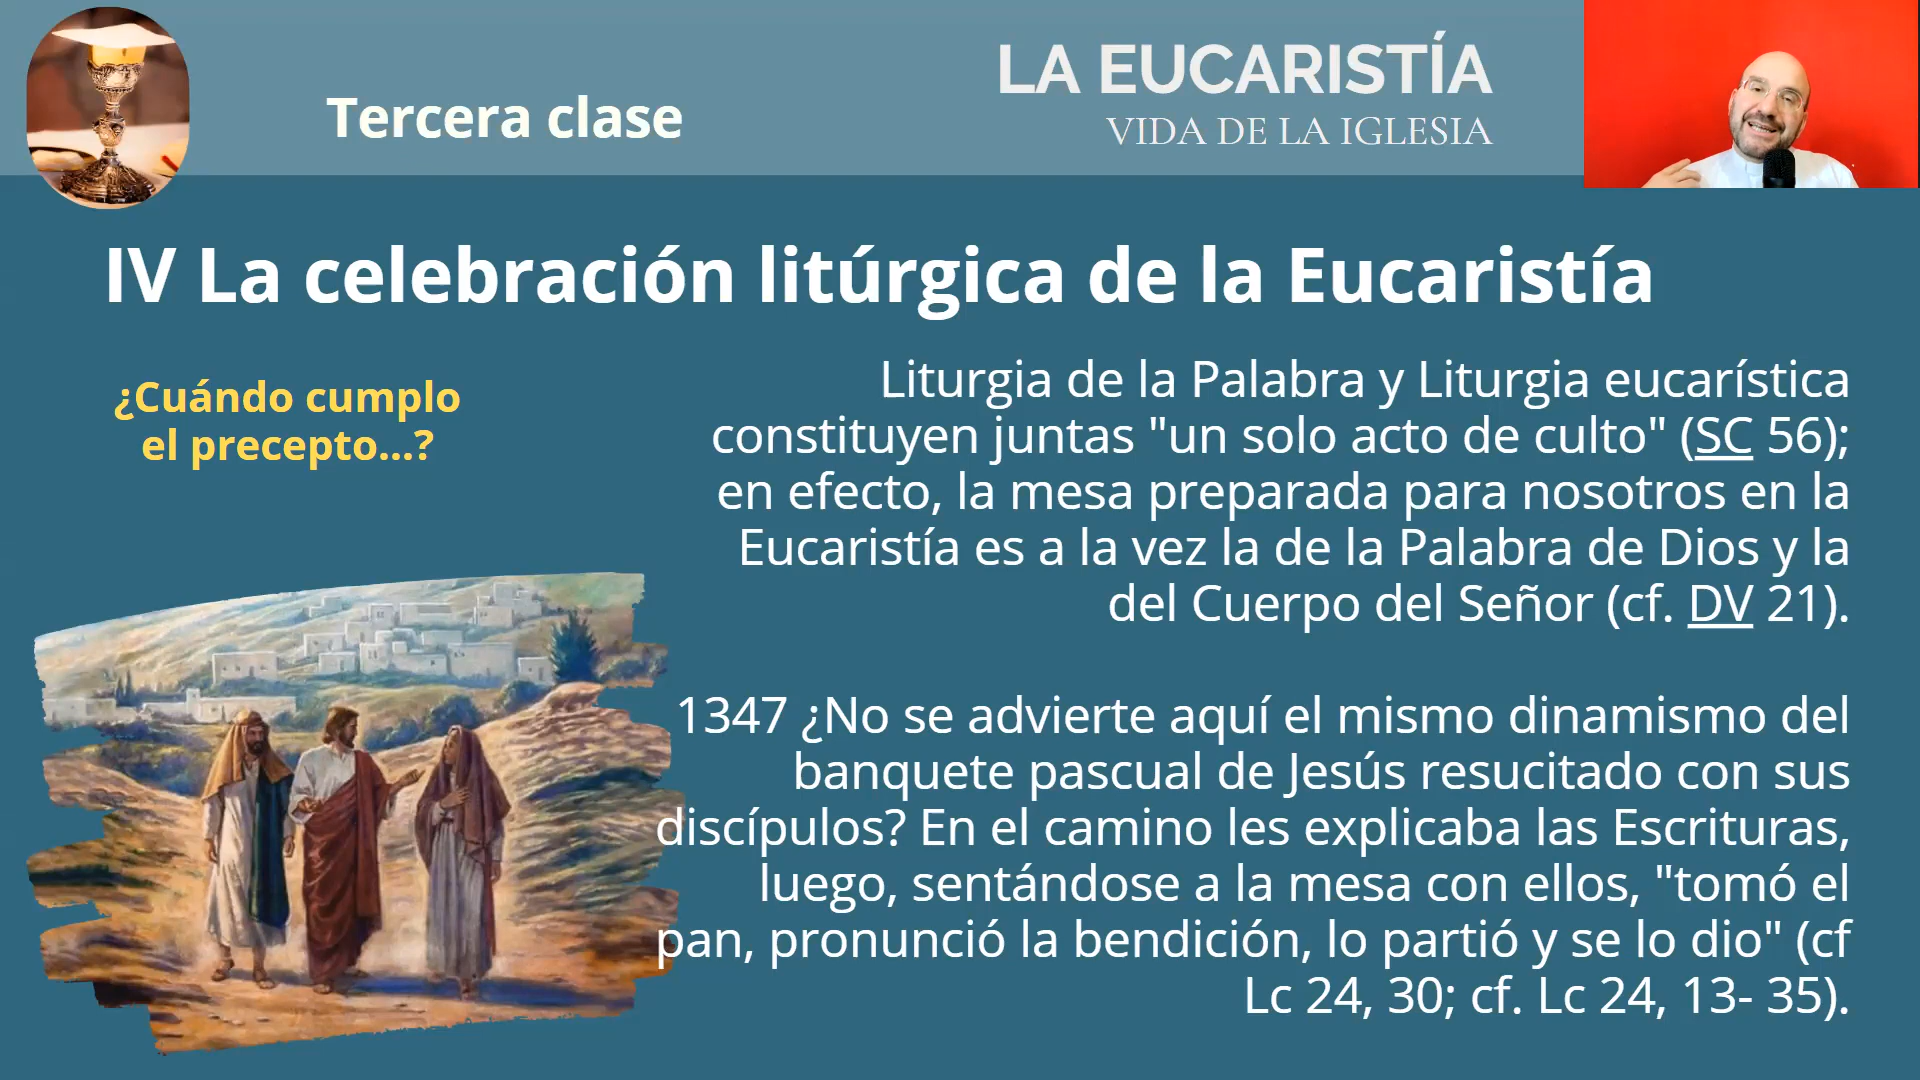 Tercera clase
LA EUCARISTÍA
VIDA DE LA IGLESIA
IV La celebración litúrgica de la Eucaristía
¿Cuándo cumplo
el precepto...?
Liturgia de la Palabra y Liturgia eucarística
constituyen juntas "un solo acto de culto" (SC 56);
en efecto, la mesa preparada para nosotros en la
Eucaristía es a la vez la de la Palabra de Dios y la
del Cuerpo del Señor (cf. DV 21).
1347 ¿No se advierte aquí el mismo dinamismo del
banquete pascual de Jesús resucitado con sus
discípulos? En el camino les explicaba las Escrituras,
luego, sentándose a la mesa con ellos, "tomó el
pan, pronunció la bendición, lo partió y se lo dio" (cf
Lc 24, 30; cf. Lc 24, 13- 35).